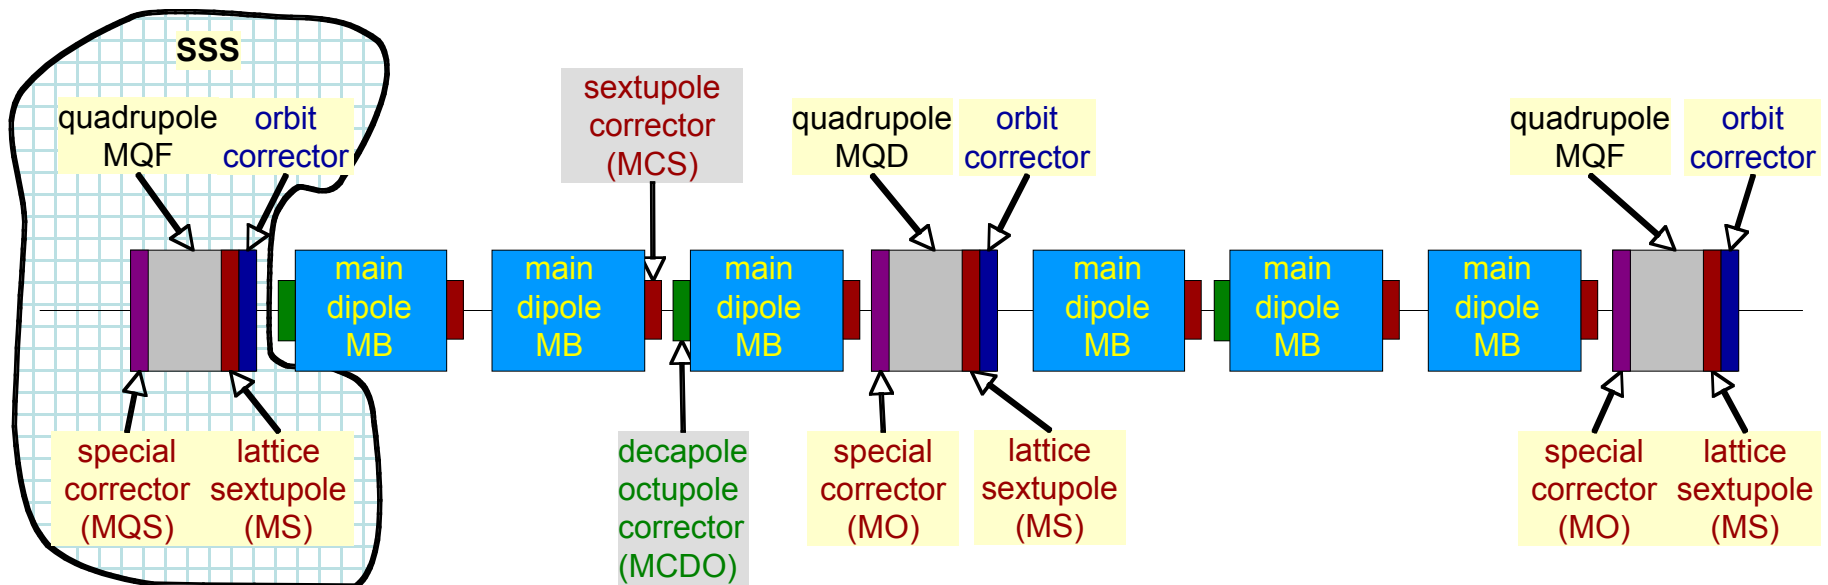 SSS
quadrupole
MQF
orbit
corrector
sextupole
corrector
(MCS)
quadrupole
MQD
orbit
corrector
quadrupole
MQF
orbit
corrector
main
dipole
MB
main
dipole
MB
main
dipole
MB
main
dipole
MB
main
dipole
MB
main
dipole
MB
special
corrector
(MQS)
lattice
sextupole
(MS)
decapole
octupole
corrector
(MCDO)
special
corrector
(MO)
lattice
sextupole
(MS)
special
corrector
(MO)
lattice
sextupole
(MS)